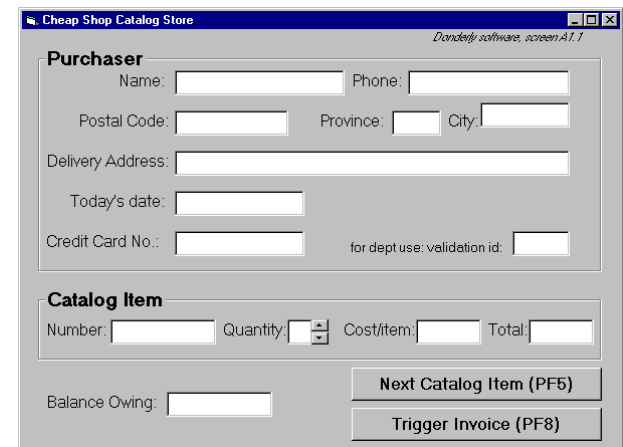 Cheap Shop Catalog Store
Donderly software, screen A1.1
Purchaser
Name: Phone:
Postal Code: Province: City:
Delivery Address:
Today's date:
Credit Card No.: for dept use: validation id:
Catalog Item
Number: Quantity: Cost/item: Total:
Next Catalog Item (PF5)
Balance Owing:
Trigger Invoice (PF8)